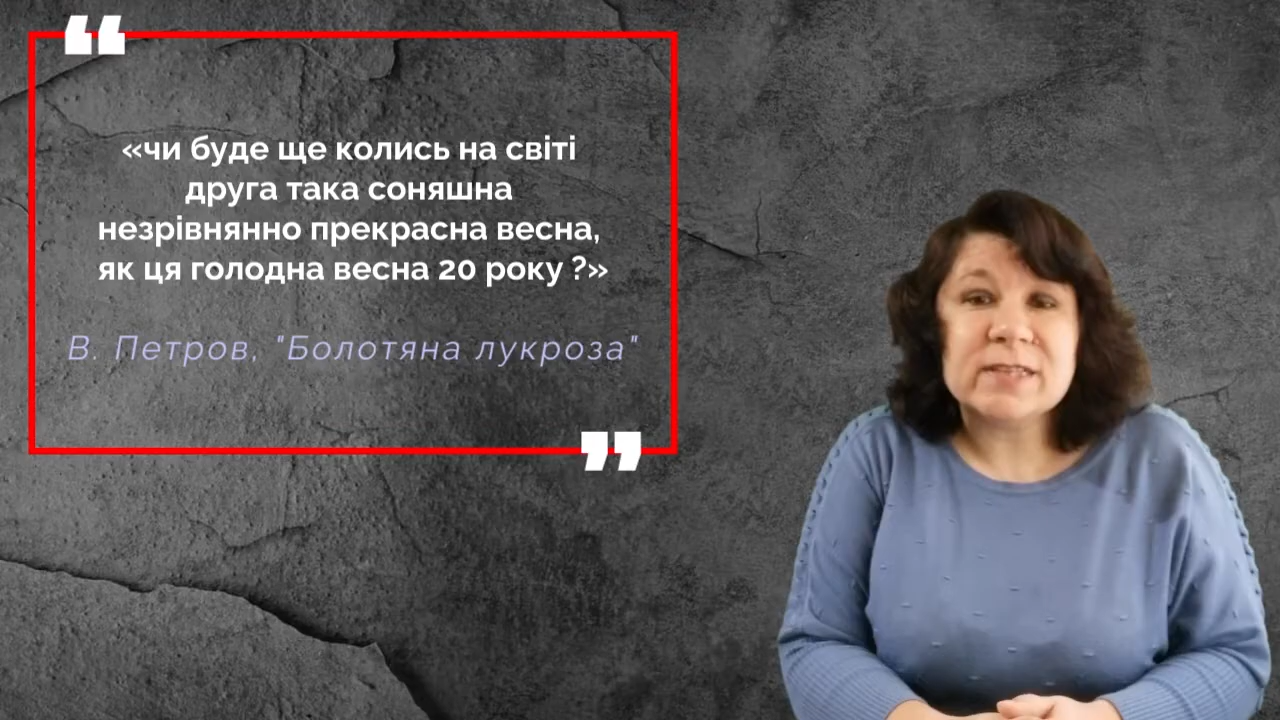 «чи буде ще колись на світі
друга така соняшна
незрівнянно прекрасна весна,
як ця голодна весна 20 року ?»
В. Петров, "Болотяна лукроза"